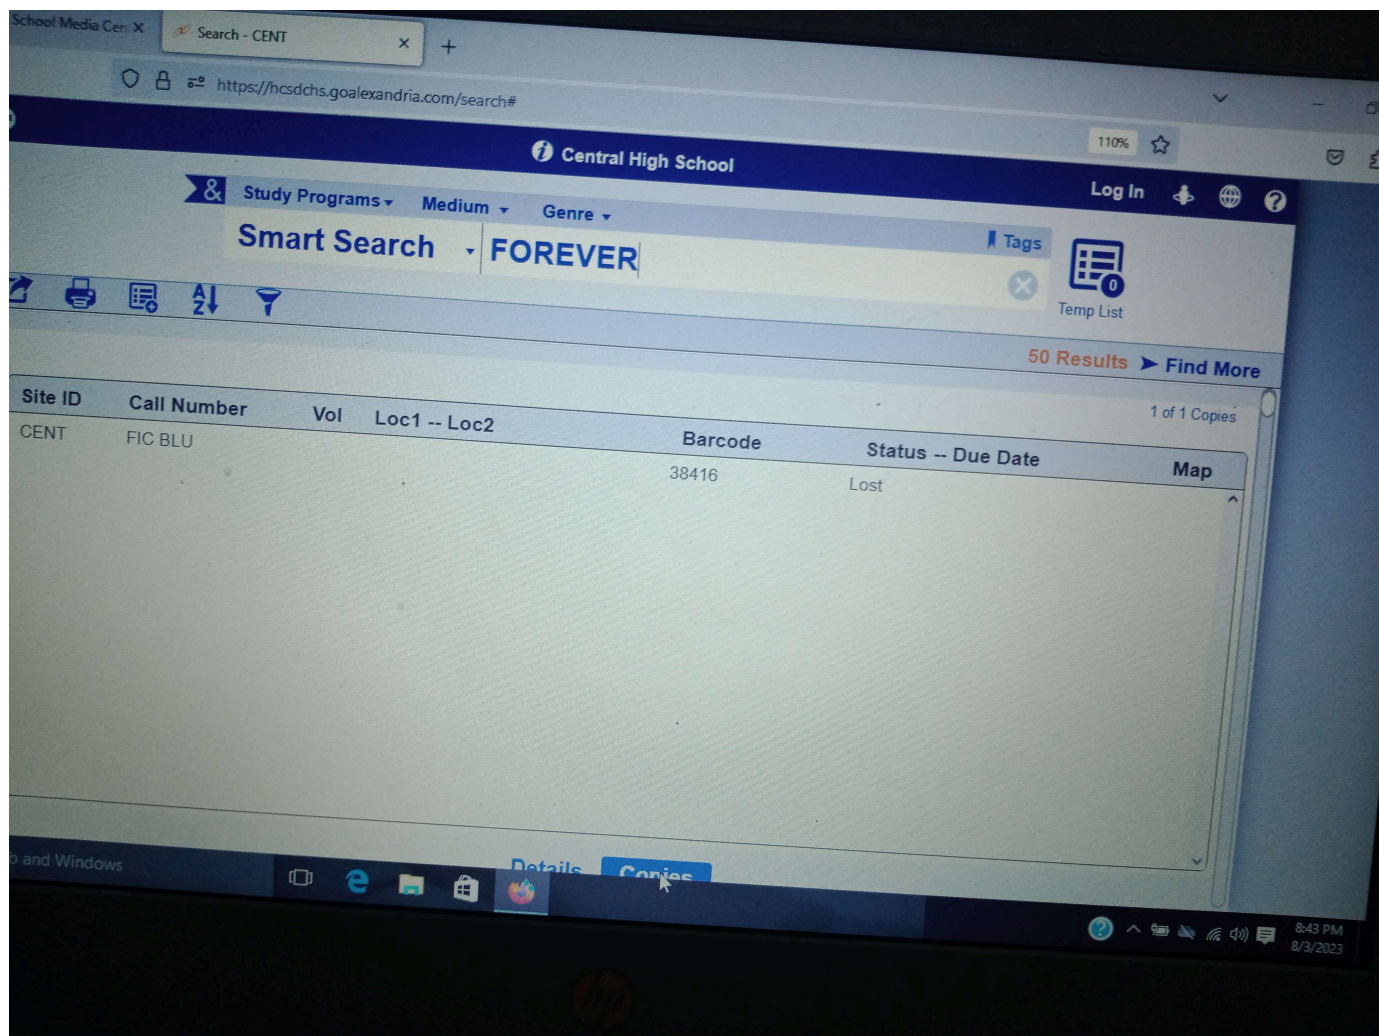 School Media Cen
Search - CENT
https://hcsdchs.goalexandria.com/search#
110%
Central High School
Log In
&
Study Programs
Medium
Genre
Tags
Smart Search
FOREVER
0
Temp List
A
Z
50 Results
Find More
1 of 1 Copies
Site ID Call Number Vol Loc1 -- Loc2 Barcode Status -- Due Date Map
CENT FIC BLU 38416 Lost
Details
Copies
and Windows
8:43 PM
8/3/2023
hp